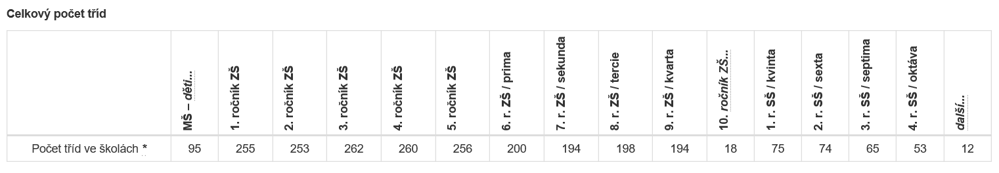 Celkový počet tříd
MŠ – děti...
1. ročník ZŠ
2. ročník ZŠ
3. ročník ZŠ
4. ročník ZŠ
5. ročník ZŠ
6. r. ZŠ / prima
7. r. ZŠ / sekunda
8. r. ZŠ / tercie
9. r. ZŠ / kvarta
10. ročník ZŠ...
1. r. SŠ / kvinta
2. r. SŠ / sexta
3. r. SŠ / septima
4. r. SŠ / oktáva
další...
Počet tříd ve školách * 95 255 253 262 260 256 200 194 198 194 18 75 74 65 53 12